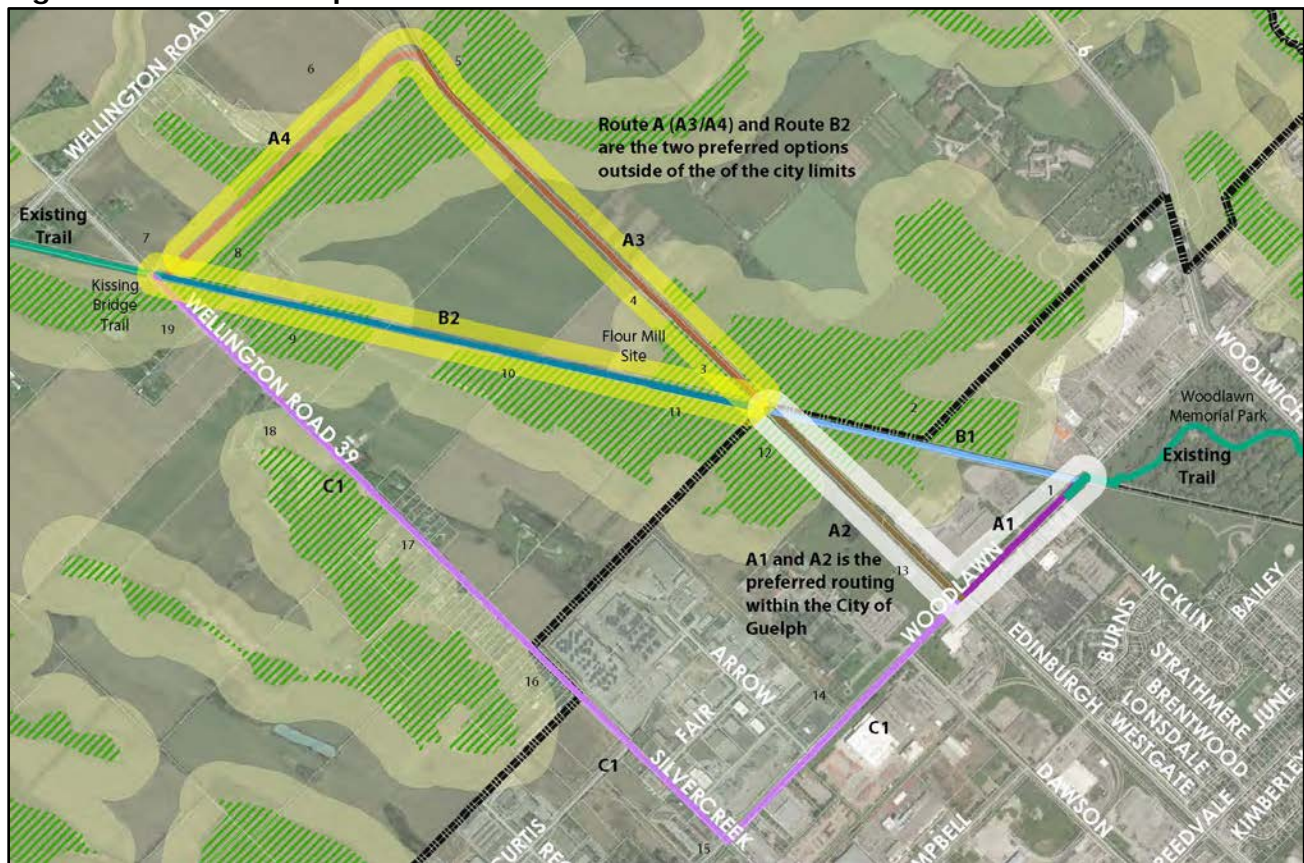 WELLINGTON ROAD
6
5
6
A4
Route A (A3/A4) and Route B2
are the two preferred options
outside of the of the city limits
Existing
Trail
7
8
A3
Kissing
Bridge
Trail
19
9
B2
4
Flour Mill
Site
10
3
11
2
WOOLWICH
Woodlawn
Memorial Park
B1
Existing
Trail
WELLINGTON ROAD 39
18
C1
17
12
1
A1
A2
13
A1 and A2 is the
preferred routing
within the City of
Guelph
WOODLAWN
NICKLIN
BAILEY
BURNS
EDINBURGH
STRATHMERE
BRENTWOOD
LONSDALE
WESTGATE
JUNE
KIMBERLEY
ARROW
FAIR
14
16
C1
C1
SILVERCREEK
15
DAWSON
CURTIS